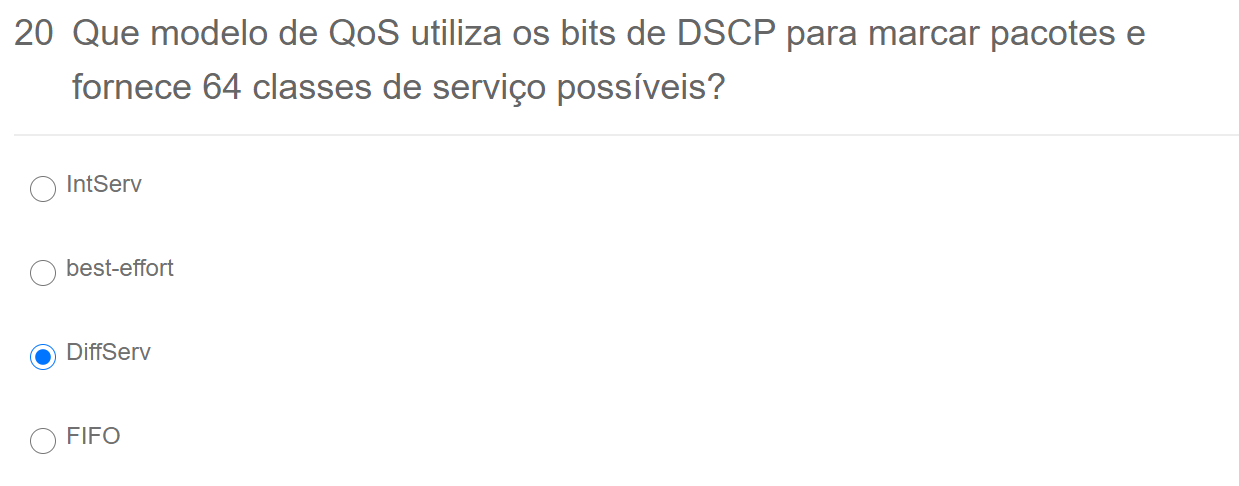 20 Que modelo de QoS utiliza os bits de DSCP para marcar pacotes e
fornece 64 classes de serviço possíveis?
IntServ
best-effort
DiffServ
FIFO